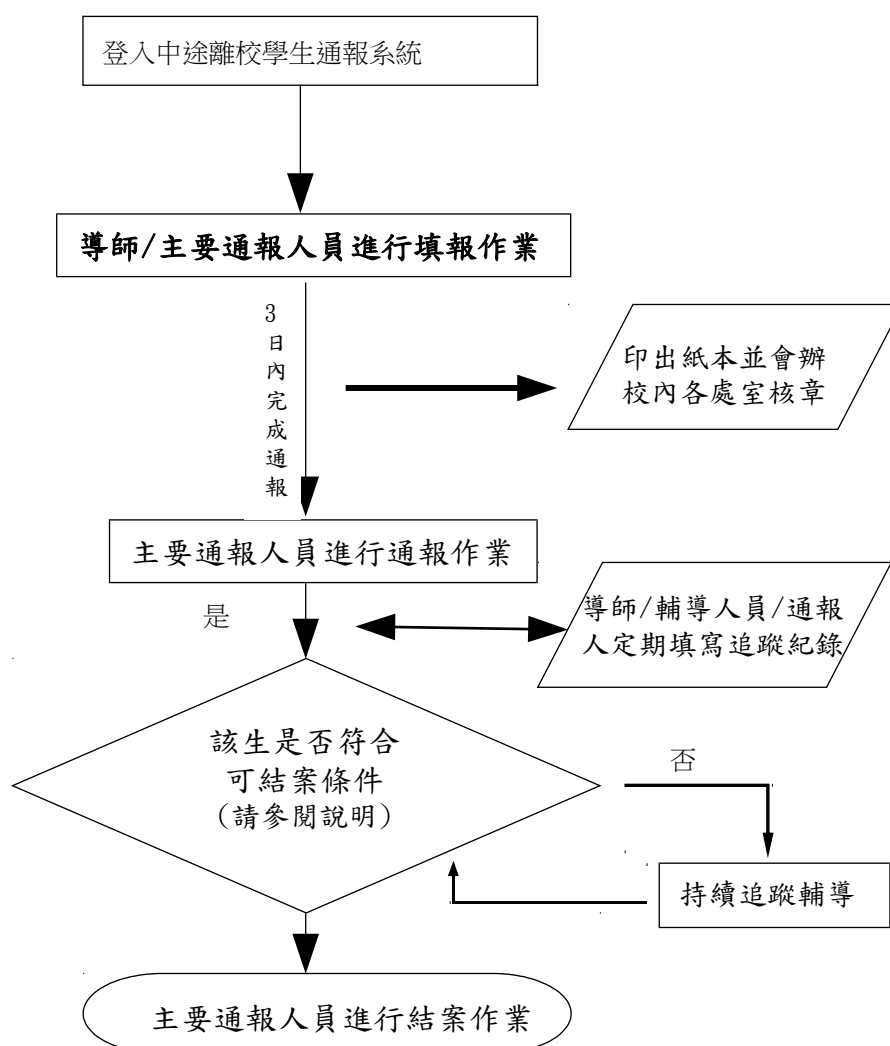 登入中途離校學生通報系統
導師/主要通報人員進行填報作業
3日內完成通報
印出紙本並會辦
校內各處室核章
主要通報人員進行通報作業
是
導師/輔導人員/通報
人定期填寫追蹤紀錄
該生是否符合
可結案條件
(請參閱說明)
否
持續追蹤輔導
主要通報人員進行結案作業